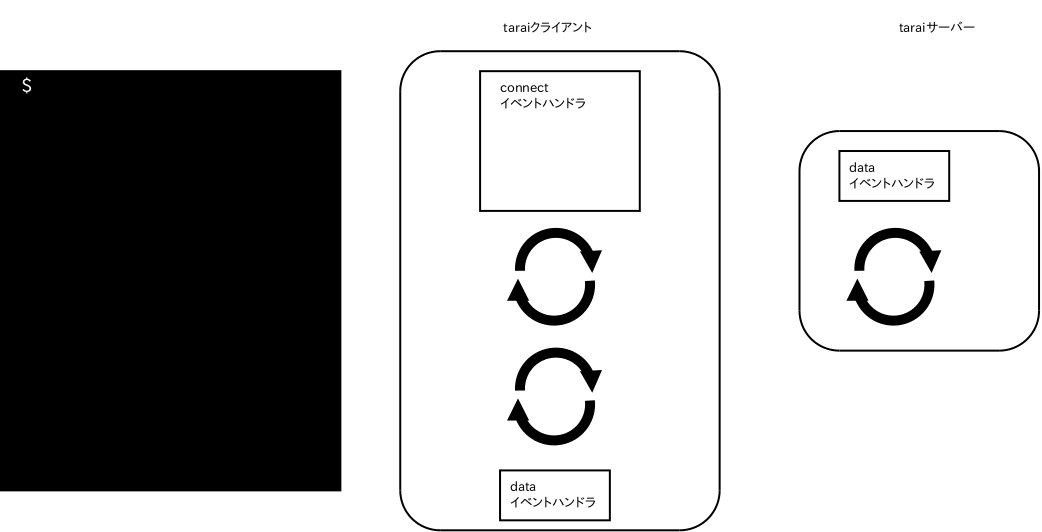 taraiクライアント
taraiサーバー
$
connect
イベントハンドラ
data
イベントハンドラ
data
イベントハンドラ